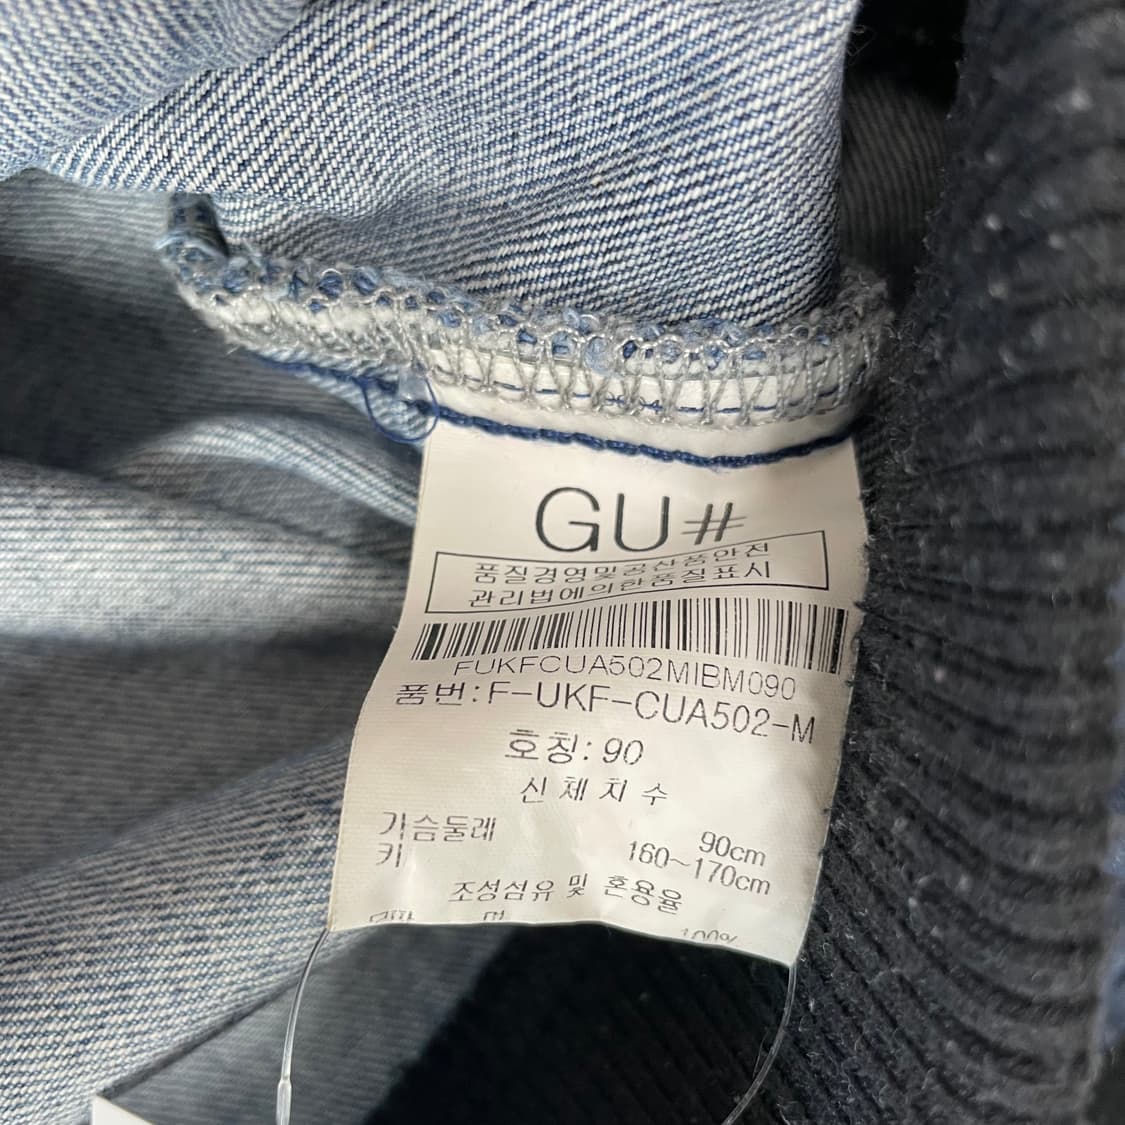 GU#
품질경영및공산품안전
관리법에의한품질표시
FUKFCUA502MIBM090
품번:F-UKF-CUA502-M
호칭:90
신체치수
가슴둘레 90cm
키 160~170cm
조성섬유 및 혼용율
면 100%